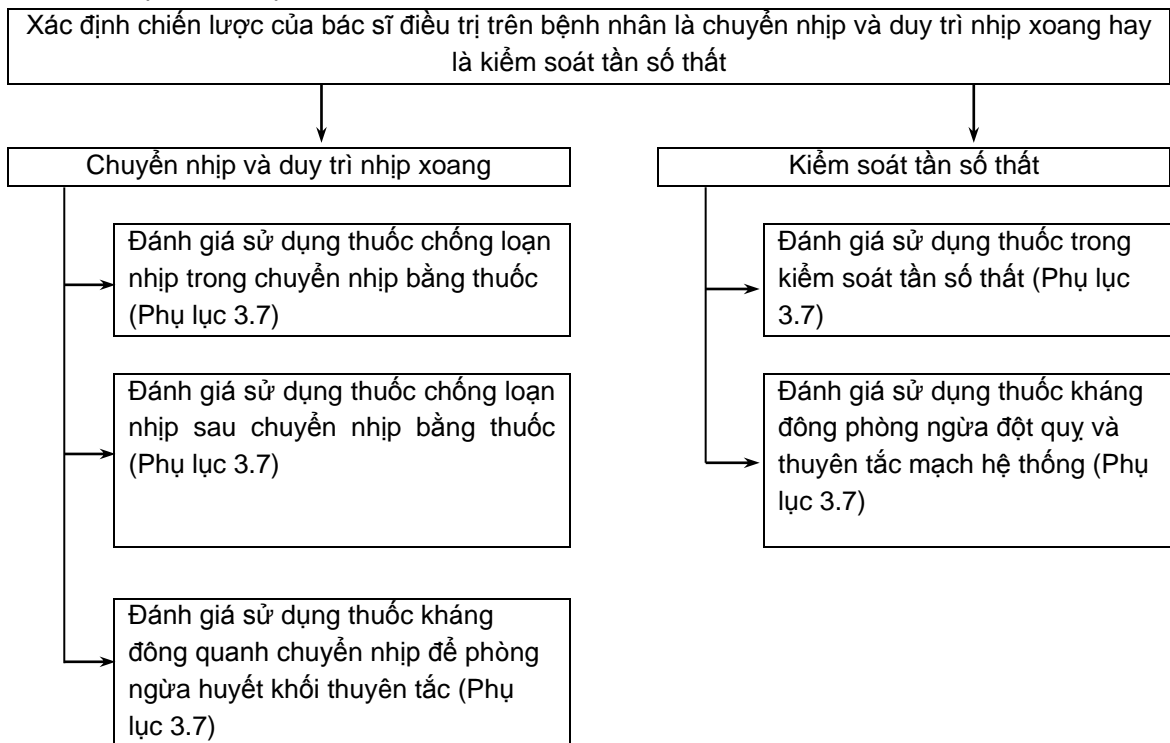 Xác định chiến lược của bác sĩ điều trị trên bệnh nhân là chuyển nhịp và duy trì nhịp xoang hay
là kiểm soát tần số thất
Chuyển nhịp và duy trì nhịp xoang
Kiểm soát tần số thất
Đánh giá sử dụng thuốc chống loạn
nhịp trong chuyển nhịp bằng thuốc
(Phụ lục 3.7)
Đánh giá sử dụng thuốc trong
kiểm soát tần số thất (Phụ lục
3.7)
Đánh giá sử dụng thuốc chống loạn
nhịp sau chuyển nhịp bằng thuốc
(Phụ lục 3.7)
Đánh giá sử dụng thuốc kháng
đông phòng ngừa đột quỵ và
thuyên tắc mạch hệ thống (Phụ
lục 3.7)
Đánh giá sử dụng thuốc kháng
đông quanh chuyển nhịp để phòng
ngừa huyết khối thuyên tắc (Phụ
lục 3.7)